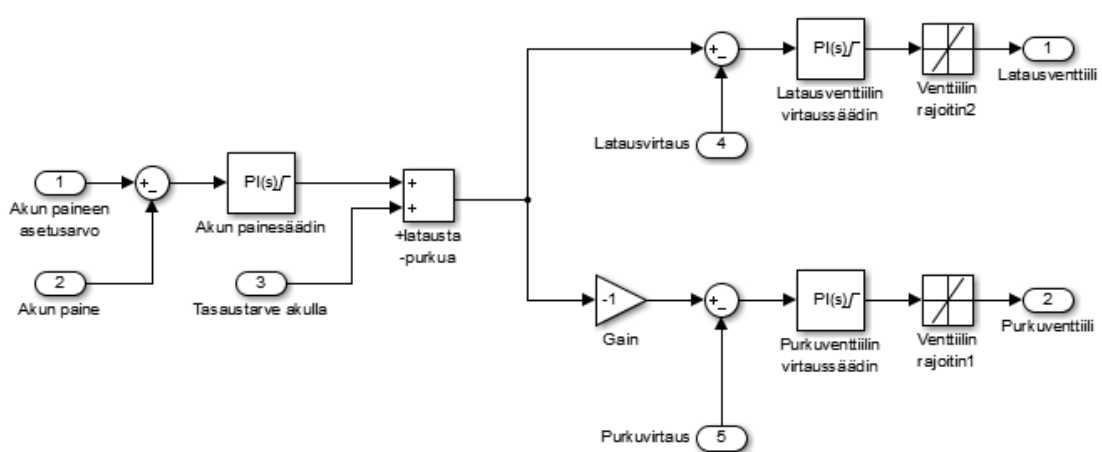 +
-
PI(s)
1
Latausventtiili
Latausventtiilin
virtaussäädin
Venttiilin
rajoitin2
Latausvirtaus
4
1
+
-
PI(s)
+
+
Akun paineen
asetusarvo
Akun painesäädin
+latausta
-purkua
2
Akun paine
3
Tasaustarve akulla
-1
Gain
+
-
PI(s)
2
Purkuventtiili
Purkuventtiilin
virtaussäädin
Venttiilin
rajoitin1
Purkuvirtaus
5